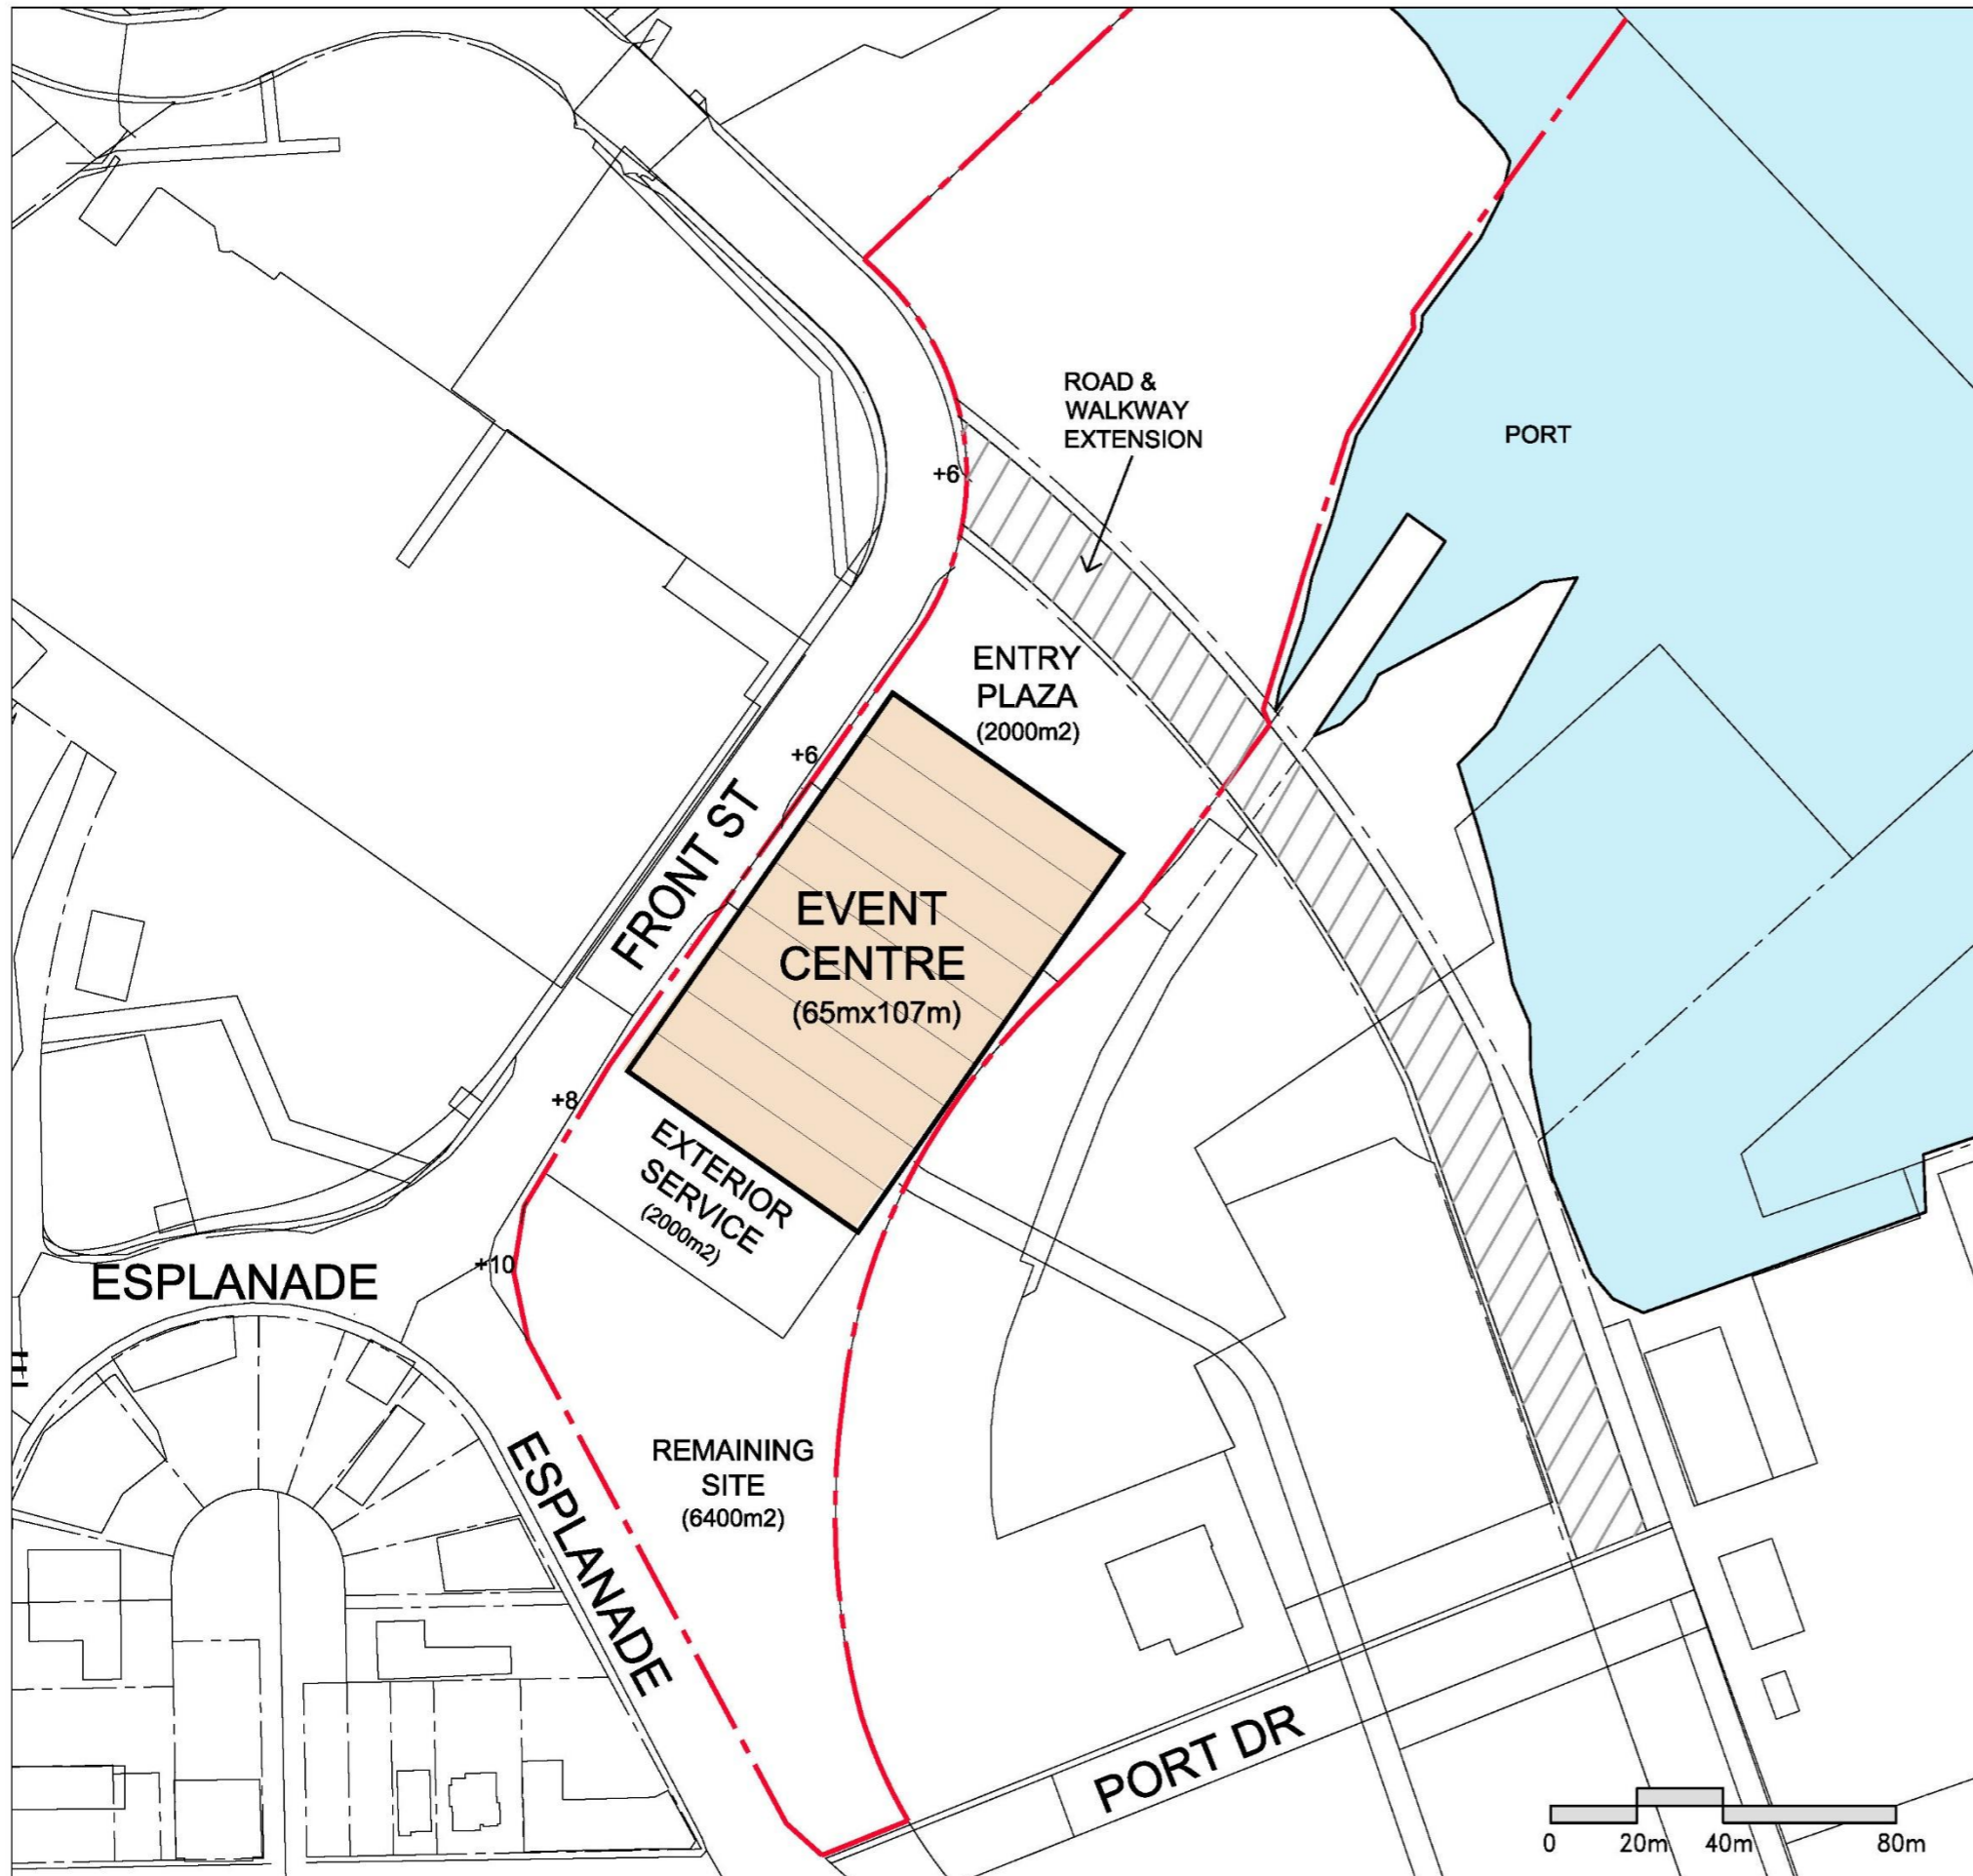 ROAD &
WALKWAY
EXTENSION
PORT
+6
ENTRY
PLAZA
(2000m2)
+6
FRONT ST
EVENT
CENTRE
(65mx107m)
+8
EXTERIOR
SERVICE
(2000m2)
+10
ESPLANADE
REMAINING
SITE
(6400m2)
ESPLANADE
PORT DR
0 20m 40m 80m